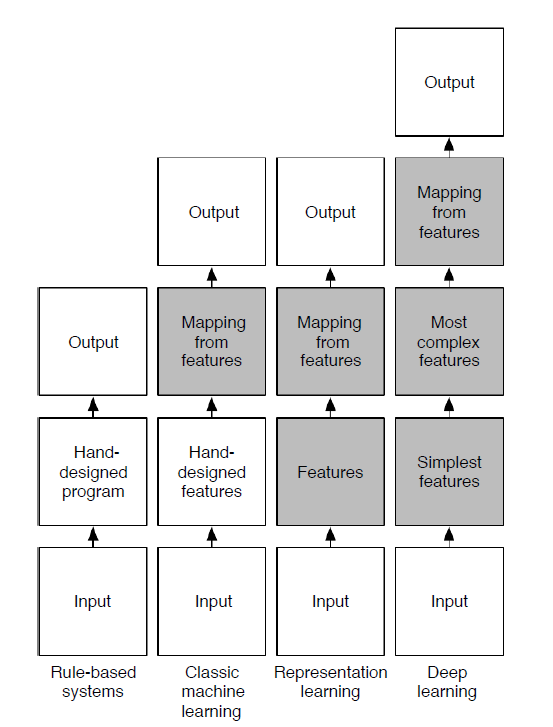 Output
Output
Output
Mapping
from
features
Output
Mapping
from
features
Mapping
from
features
Most
complex
features
Hand-
designed
program
Hand-
designed
features
Features
Simplest
features
Input
Input
Input
Input
Rule-based
systems
Classic
machine
learning
Representation
learning
Deep
learning